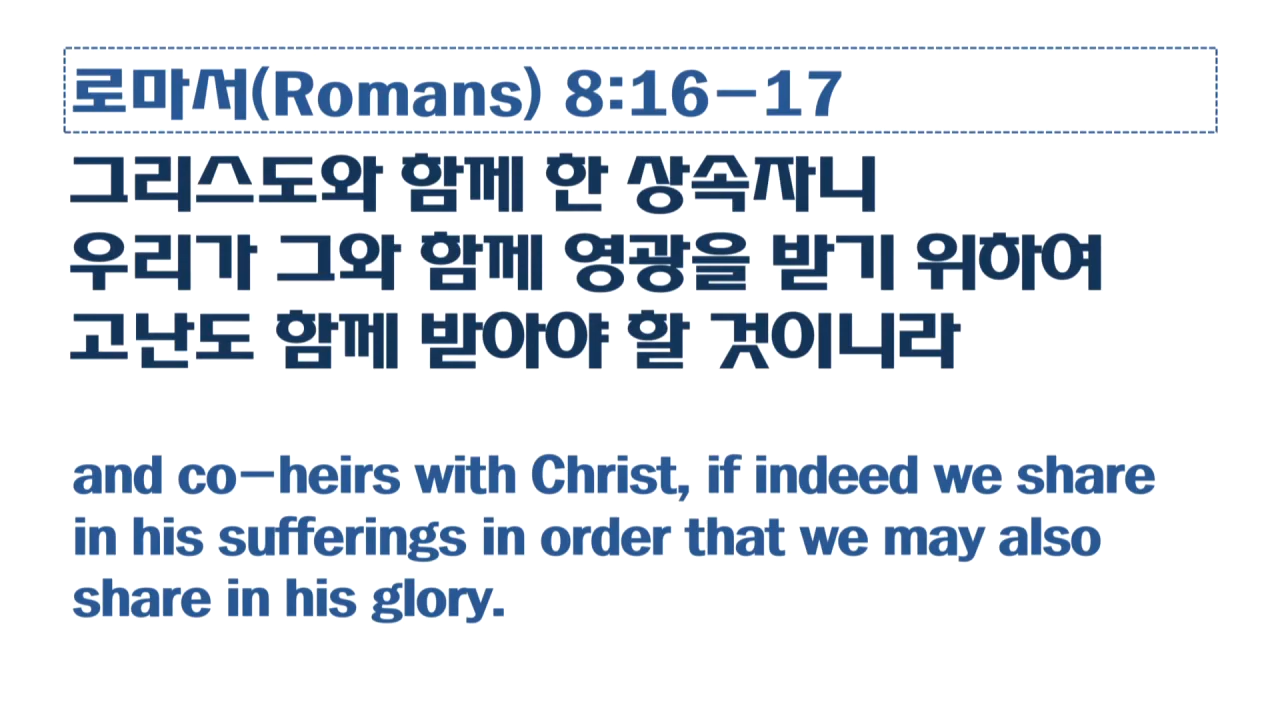 로마서(Romans) 8:16-17
그리스도와 함께 한 상속자니
우리가 그와 함께 영광을 받기 위하여
고난도 함께 받아야 할 것이니라
and co-heirs with Christ, if indeed we share
in his sufferings in order that we may also
share in his glory.